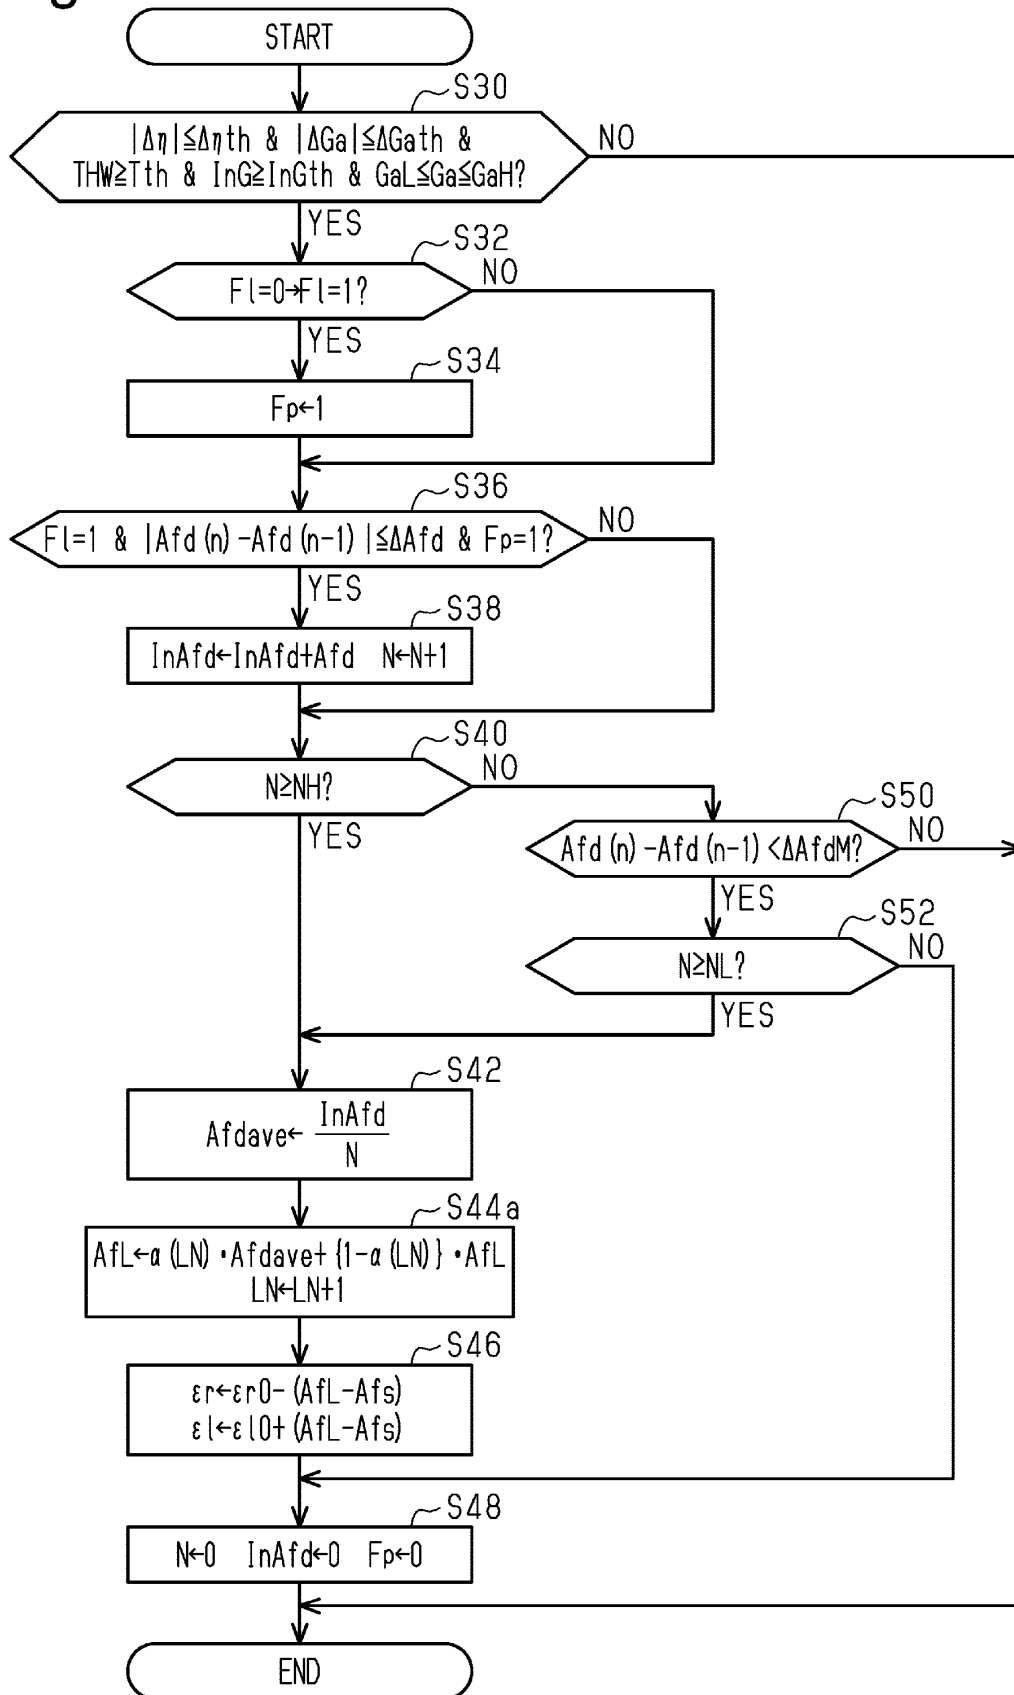 START
S30
|Δη|≦Δηth & |ΔGa|≦ΔGath &
THW≧Tth & InG≧InGth & GaL≦Ga≦GaH?
NO
YES
S32
Fl=0→Fl=1?
NO
YES
S34
Fp←1
S36
Fl=1 & |Afd(n)-Afd(n-1)|≦ΔAfd & Fp=1?
NO
YES
S38
InAfd←InAfd+Afd N←N+1
S40
N≧NH?
NO
YES
S50
Afd(n)-Afd(n-1)<ΔAfdM?
NO
YES
S52
N≧NL?
NO
YES
S42
Afdave← InAfd
N
S44a
AfL←α(LN)・Afdave+{1-α(LN)}・AfL
LN←LN+1
S46
εr←εr0-(AfL-Afs)
εl←εl0+(AfL-Afs)
S48
N←0 InAfd←0 Fp←0
END